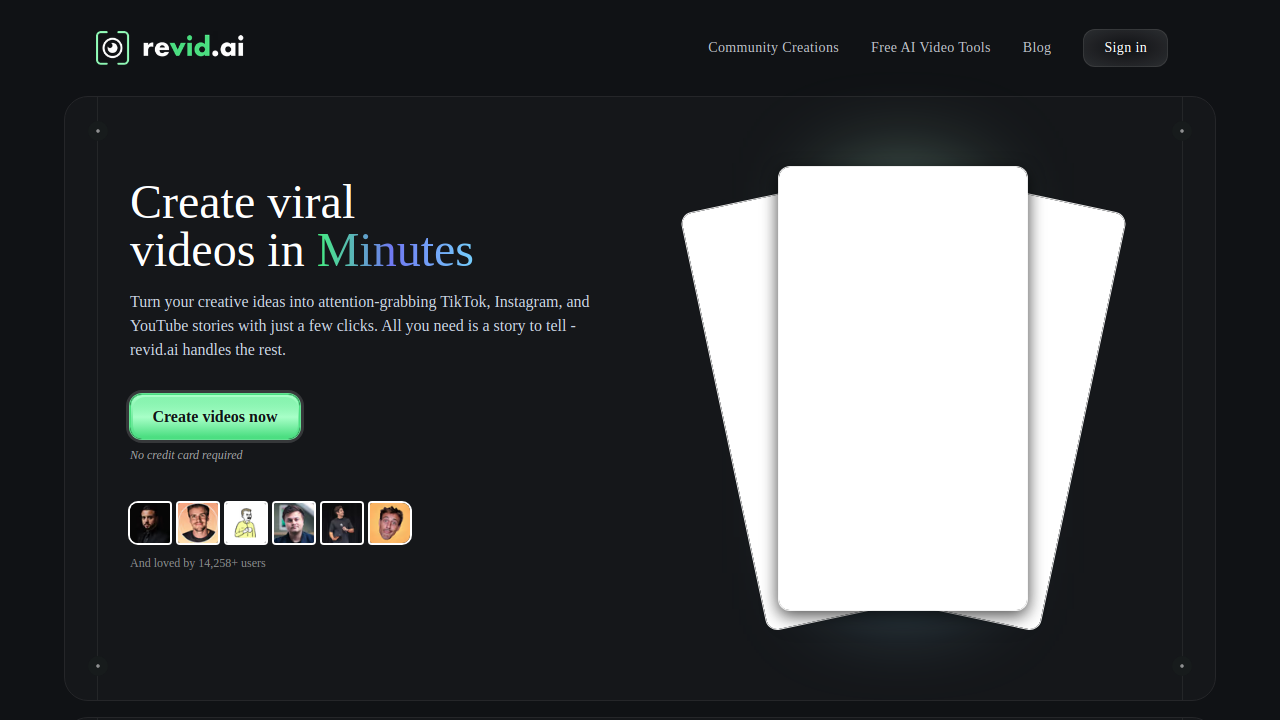 revid.ai
Community Creations
Free AI Video Tools
Blog
Sign in
Create viral
videos in Minutes
Turn your creative ideas into attention-grabbing TikTok, Instagram, and
YouTube stories with just a few clicks. All you need is a story to tell -
revid.ai handles the rest.
Create videos now
No credit card required
And loved by 14,258+ users